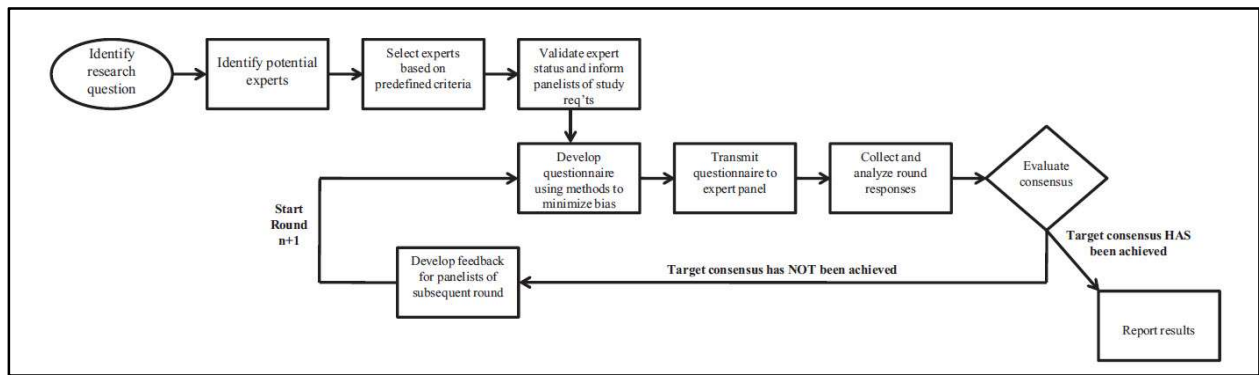 Identify
research
question
Identify potential
experts
Select experts
based on
predefined criteria
Validate expert
status and inform
panelists of study
req'ts
Develop
questionnaire
using methods to
minimize bias
Transmit
questionnaire to
expert panel
Collect and
analyze round
responses
Evaluate
consensus
Target consensus HAS
been achieved
Report results
Target consensus has NOT been achieved
Develop feedback
for panelists of
subsequent round
Start
Round
n+1